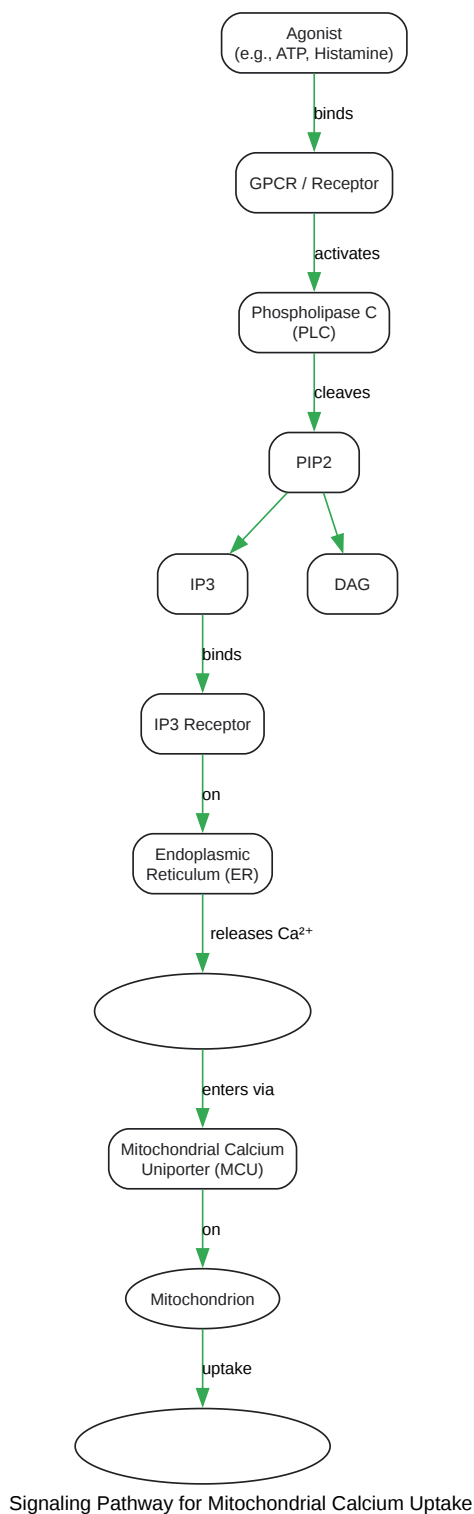 Agonist
(e.g., ATP, Histamine)
binds
GPCR / Receptor
activates
Phospholipase C
(PLC)
cleaves
PIP2
IP3
DAG
binds
IP3 Receptor
on
Endoplasmic
Reticulum (ER)
releases Ca²⁺
enters via
Mitochondrial Calcium
Uniporter (MCU)
on
Mitochondrion
uptake
Signaling Pathway for Mitochondrial Calcium Uptake